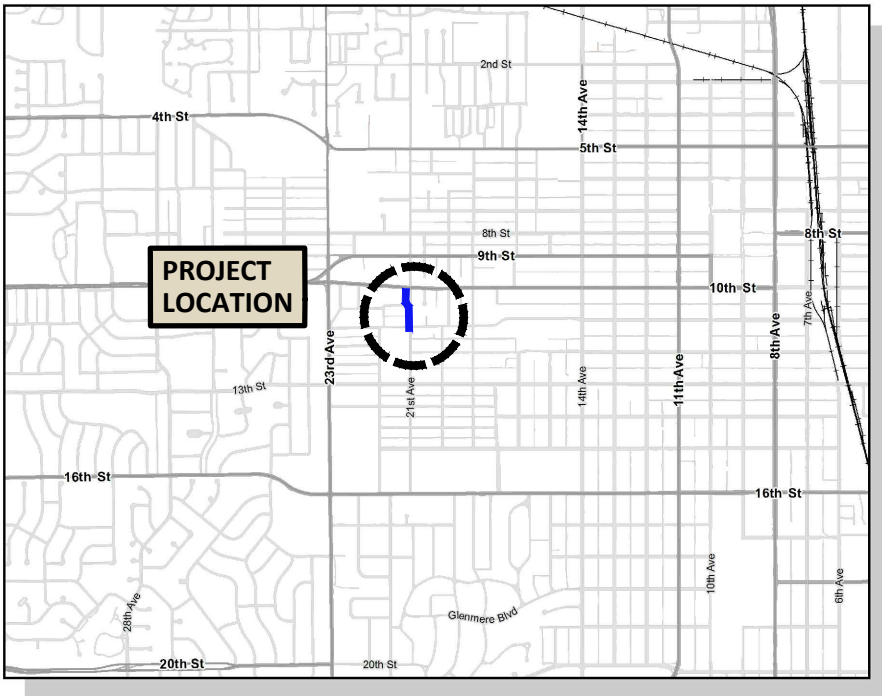 2nd St
14th Ave
4th St
5th St
8th St
8th St
9th St
PROJECT
LOCATION
10th St
7th Ave
23rd Ave
8th Ave
11th Ave
14th Ave
13th St
21st Ave
16th St
16th St
10th Ave
6th Ave
28th Ave
Glenmere Blvd
20th St
20th St